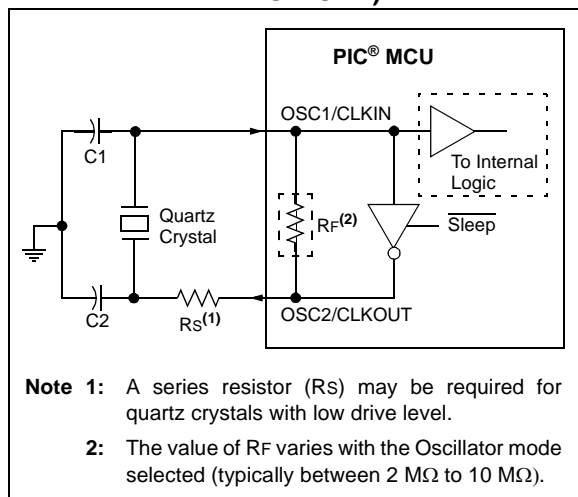 PIC® MCU
OSC1/CLKIN
C1
To Internal
Logic
Quartz
Crystal
RF(2)
Sleep
C2
RS(1)
OSC2/CLKOUT
Note 1: A series resistor (RS) may be required for
quartz crystals with low drive level.
2: The value of RF varies with the Oscillator mode
selected (typically between 2 MΩ to 10 MΩ).